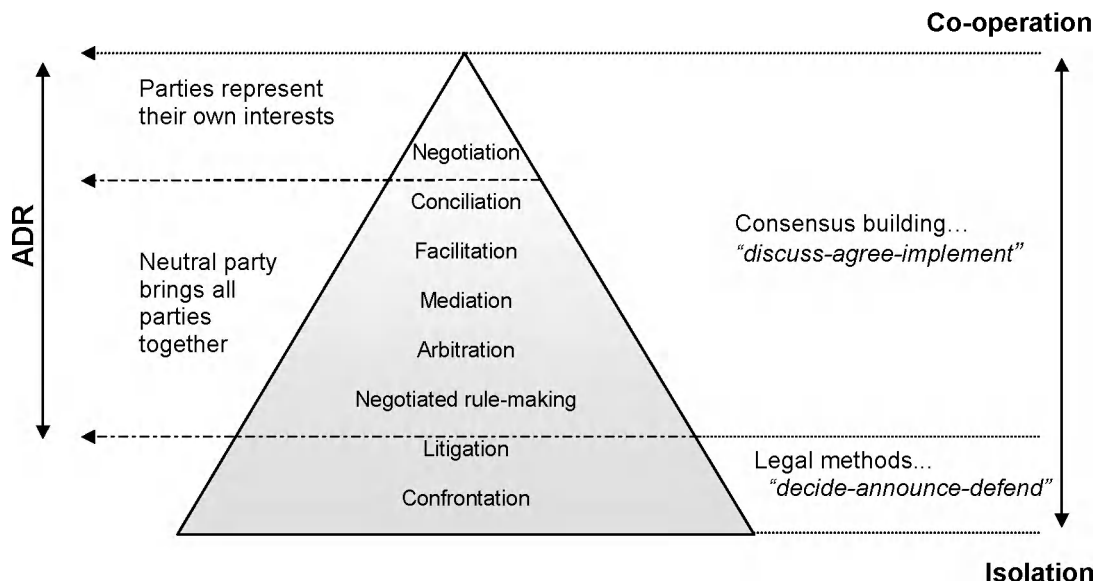 Co-operation
Parties represent
their own interests
Negotiation
Conciliation
Facilitation
Mediation
Arbitration
Negotiated rule-making
Litigation
Confrontation
ADR
Neutral party
brings all
parties
together
Consensus building…
“discuss-agree-implement”
Legal methods...
“decide-announce-defend”
Isolation